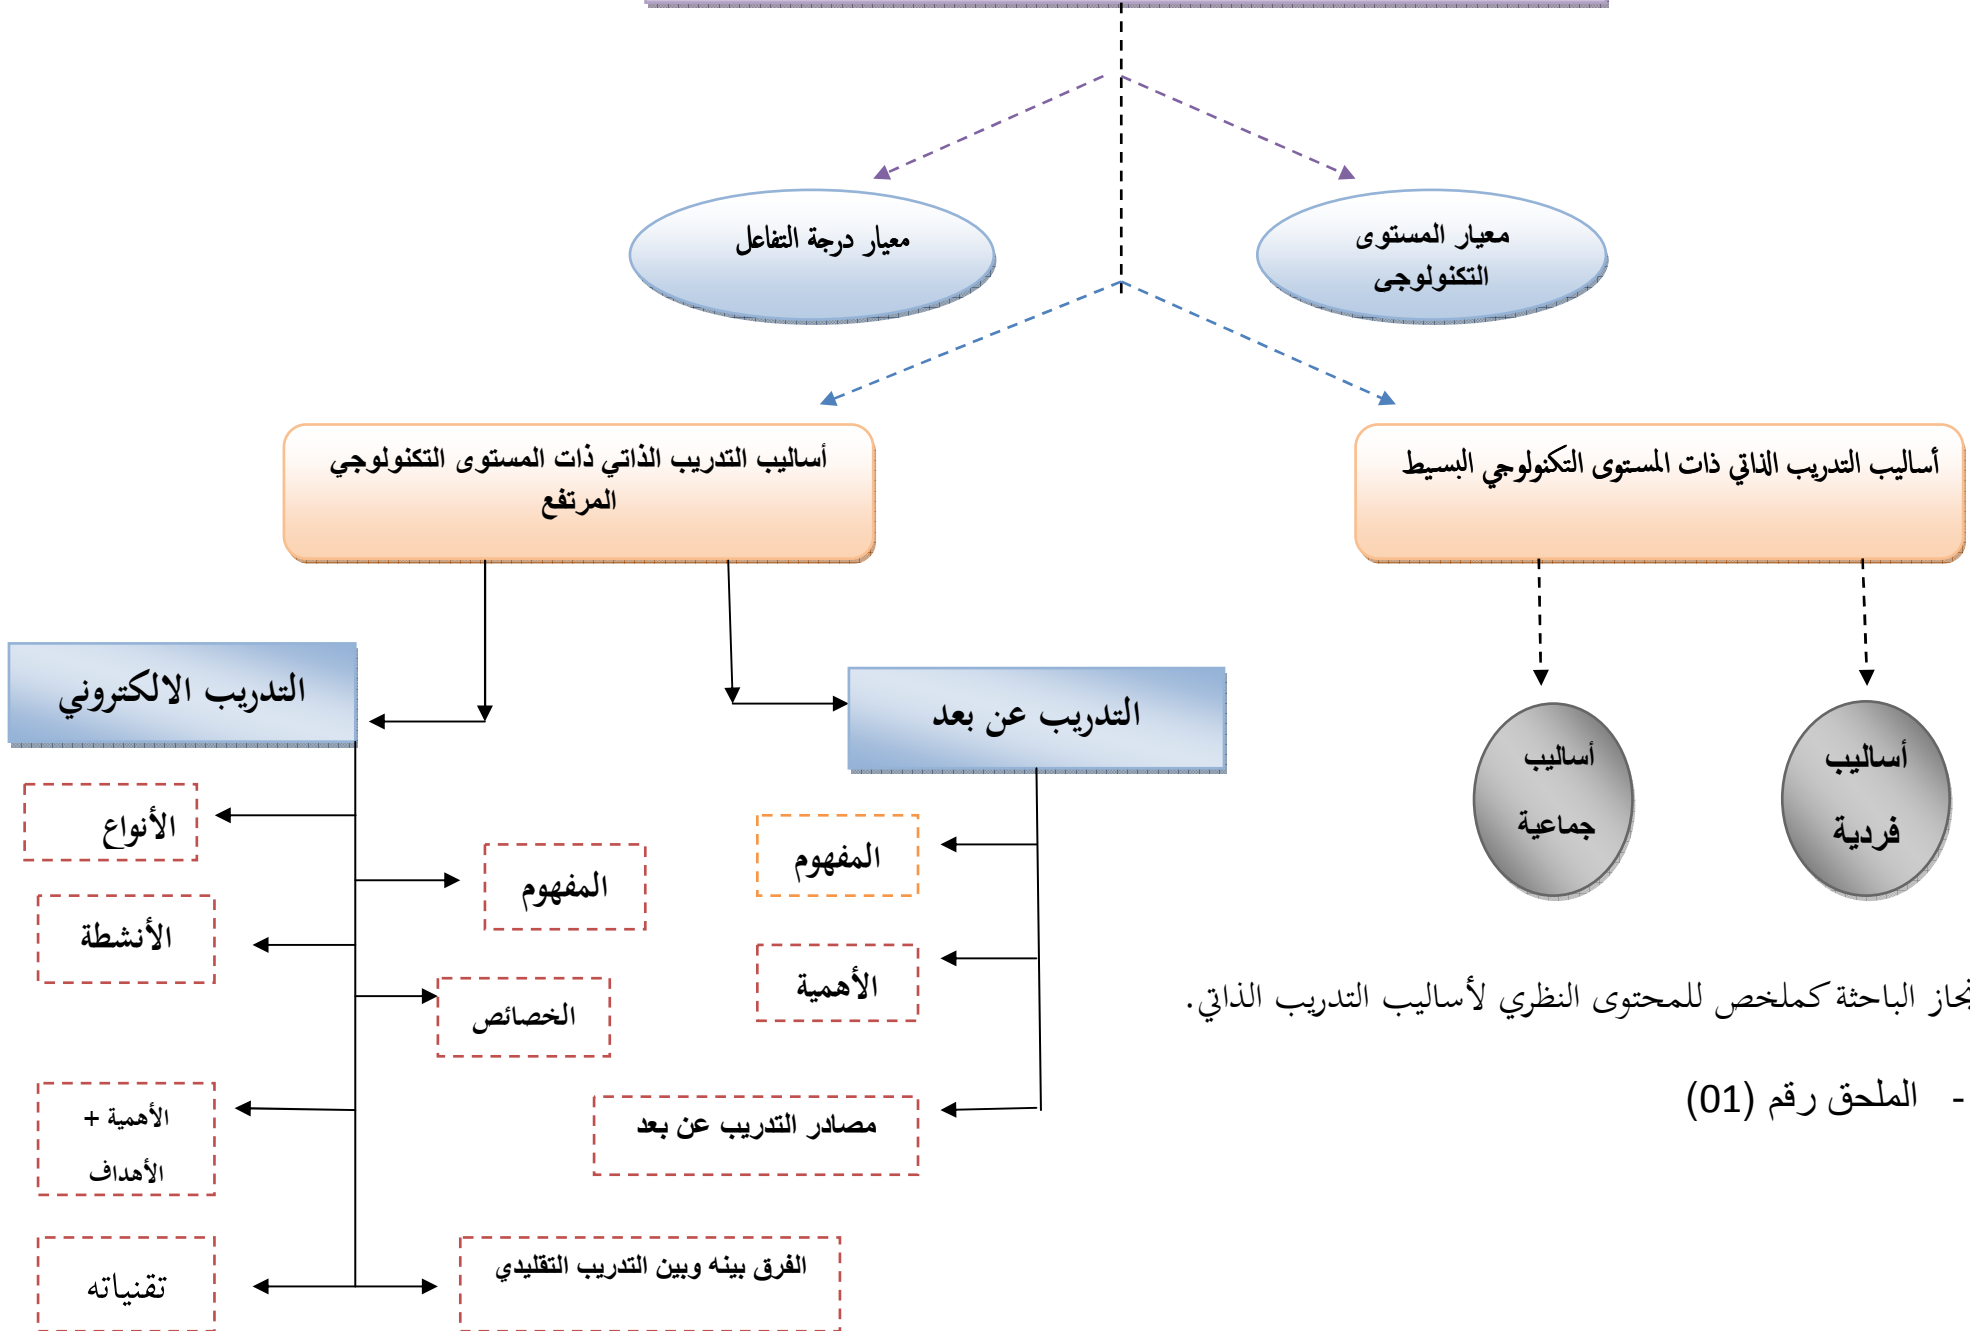 معيار المستوى
التكنولوجى
معيار درجة التفاعل
أساليب التدريب الذاتي ذات المستوى التكنولوجي البسيط
أساليب التدريب الذاتي ذات المستوى التكنولوجي
المرتفع
أساليب
فردية
أساليب
جماعية
التدريب عن بعد
المفهوم
الأهمية
مصادر التدريب عن بعد
التدريب الالكتروني
الأنواع
المفهوم
الأنشطة
الخصائص
الأهمية +
الأهداف
الفرق بينه وبين التدريب التقليدي
تقنياته
الباحثة كملخص للمحتوى النظري لأساليب التدريب الذاتي.
- الملحق رقم (01)